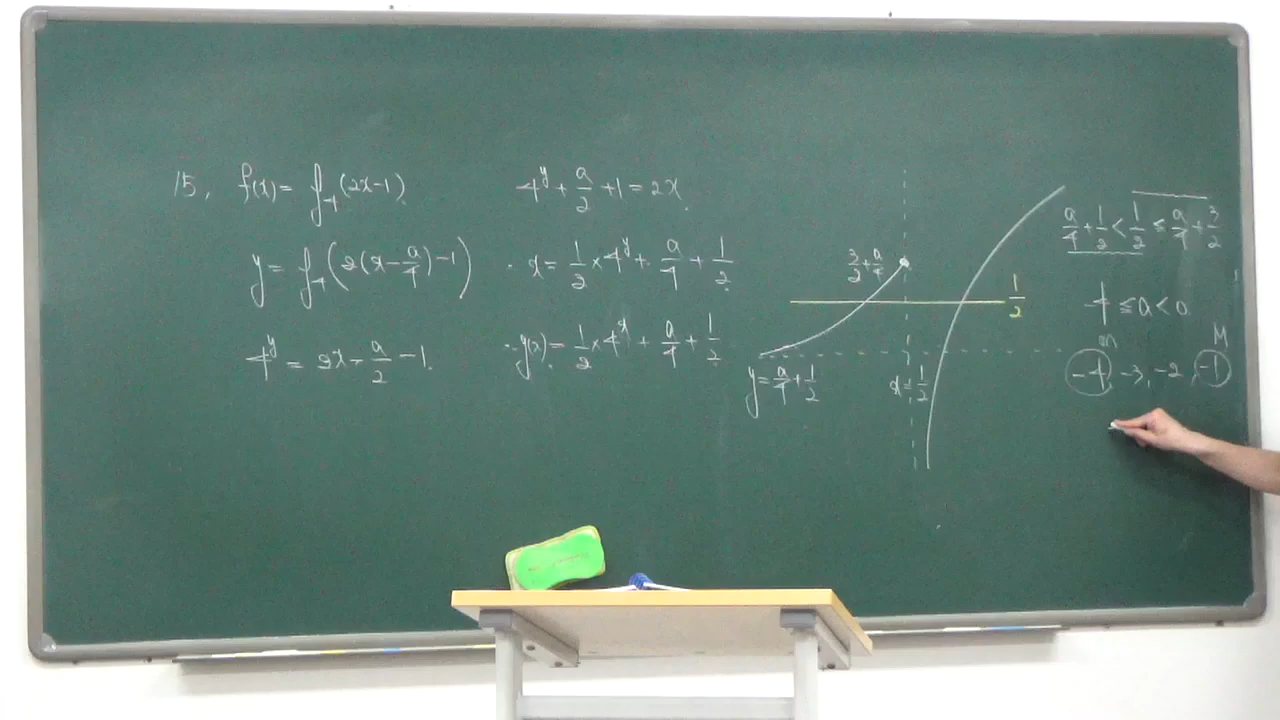 15. f(x) = log₄(2x-1)
y = log₄(2(x-a/4)-1)
4^y = 2x - a/2 - 1
4^y + a/2 + 1 = 2x
∴ x = 1/2 × 4^y + a/4 + 1/2
∴ g(x) = 1/2 × 4^x + a/4 + 1/2
3/2 + a/4
1/2
y = a/4 + 1/2
x = 1/2
a/4 + 1/2 < 1/2 ≤ a/4 + 3/2
-4 ≤ a < 0
m M
-4, -3, -2, -1